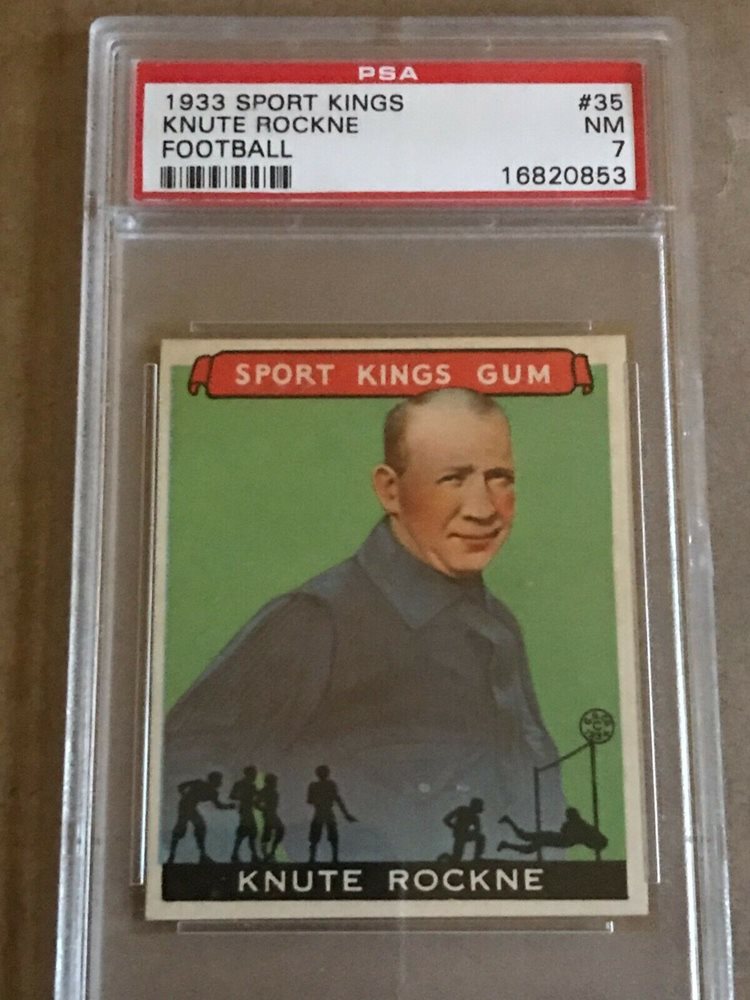 PSA
1933 SPORT KINGS #35
KNUTE ROCKNE NM
FOOTBALL 7
16820853
SPORT KINGS GUM
KNUTE ROCKNE